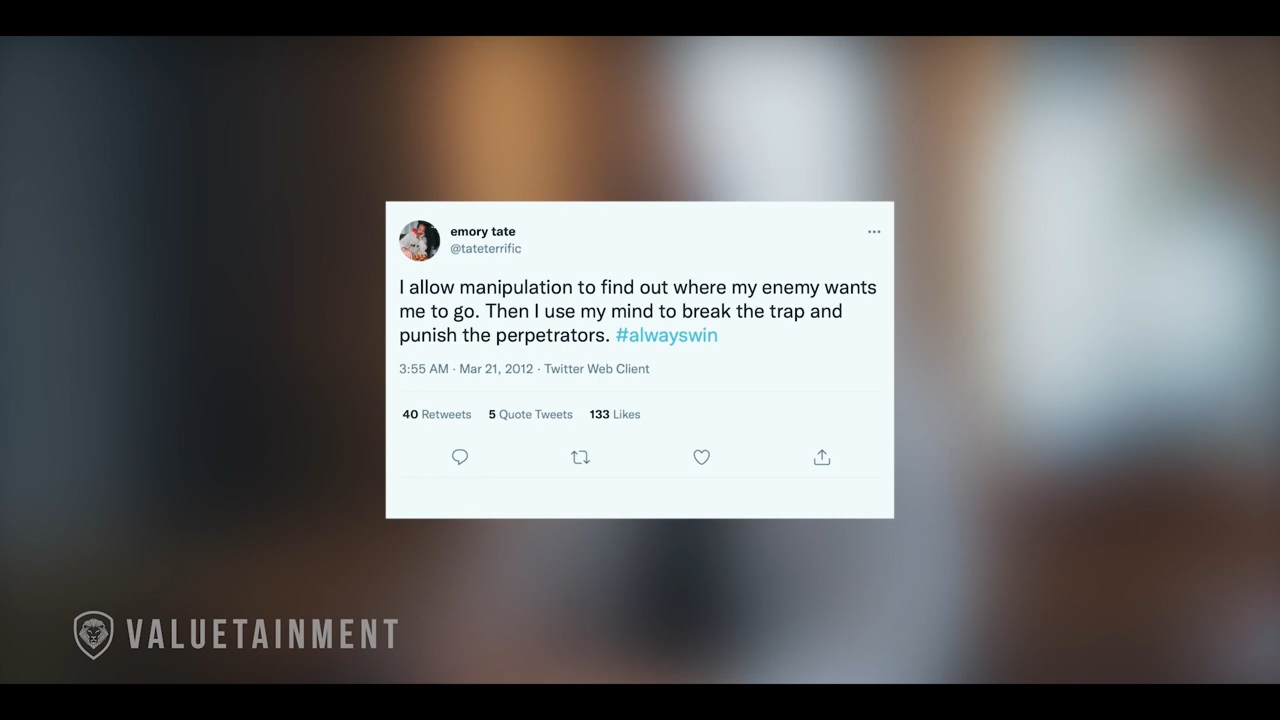 emory tate
@tateterrific
I allow manipulation to find out where my enemy wants
me to go. Then I use my mind to break the trap and
punish the perpetrators. #alwayswin
3:55 AM · Mar 21, 2012 · Twitter Web Client
40 Retweets 5 Quote Tweets 133 Likes
VALUETAINMENT